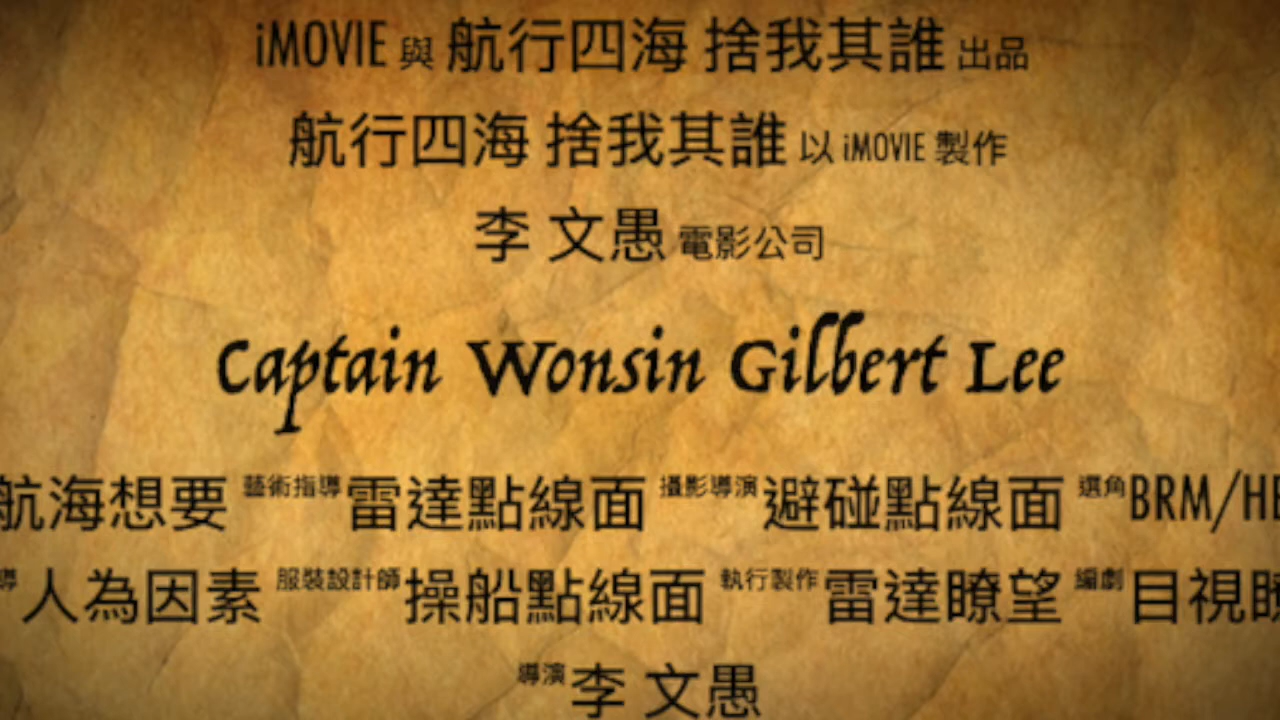 iMOVIE 與 航行四海 捨我其誰 出品
航行四海 捨我其誰 以 iMOVIE 製作
李 文愚 電影公司
Captain Wonsin Gilbert Lee
航海想要 藝術指導 雷達點線面 攝影導演 避碰點線面 選角 BRM/
導 人為因素 服裝設計師 操船點線面 執行製作 雷達瞭望 編劇 目視
導演 李 文愚